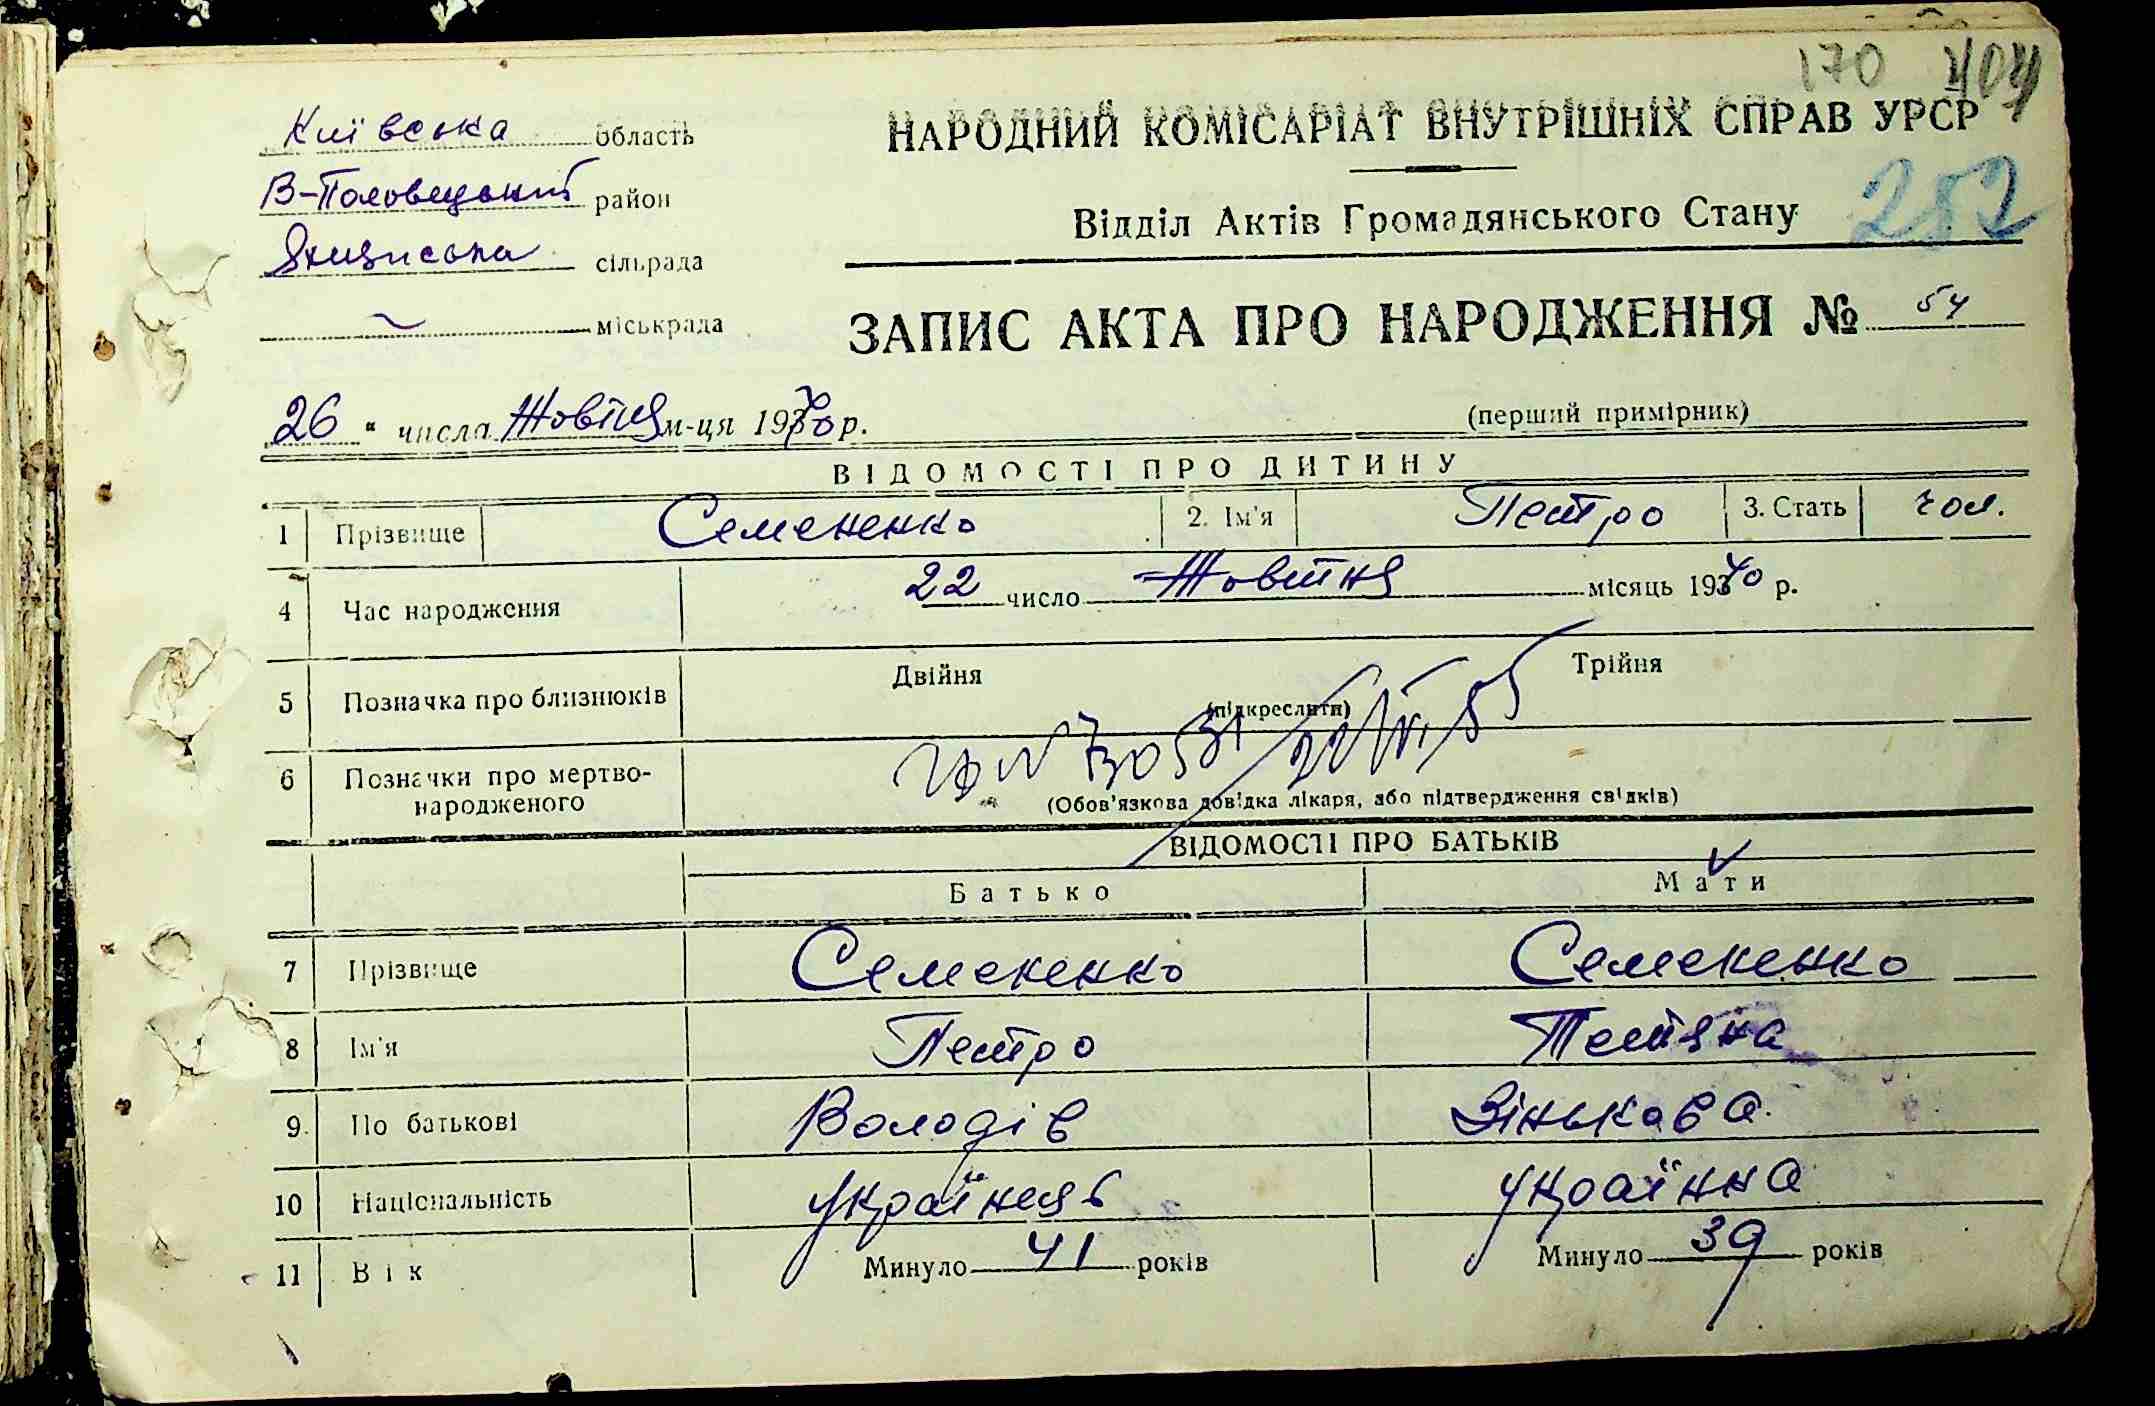 170 404
Київська область
НАРОДНИЙ КОМІСАРІАТ ВНУТРІШНІХ СПРАВ УРСР
В-Половецький район
Відділ Актів Громадянського Стану 282
сільрада
міськрада
ЗАПИС АКТА ПРО НАРОДЖЕННЯ № 54
26 " числа Жовтня м-ця 1940 р.
(перший примірник)
ВІДОМОСТІ ПРО ДИТИНУ
1 Прізвище Семененко 2. Ім'я Петро 3. Стать чол.
4 Час народження 22 число Жовтня місяць 1940 р.
5 Позначка про близнюків Двійня Трійня
(підкреслити)
6 Позначки про мертво-
народженого
(Обов'язкова довідка лікаря, або підтвердження свідків)
ВІДОМОСТІ ПРО БАТЬКІВ
Батько Мати
7 Прізвище Семененко Семененко
8 Ім'я Петро Тетяна
9. По батькові Володів Зінькова
10 Національність українець українка
11 Вік Минуло 41 років Минуло 39 років